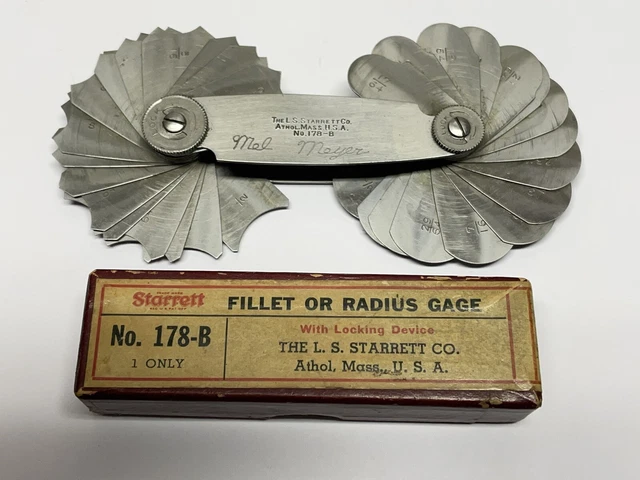 THE L.S. STARRETT CO.
ATHOL, MASS. U.S.A.
No. 178-B
Mel Meyer
Starrett
FILLET OR RADIUS GAGE
No. 178-B
1 ONLY
With Locking Device
THE L. S. STARRETT CO.
Athol, Mass., U. S. A.